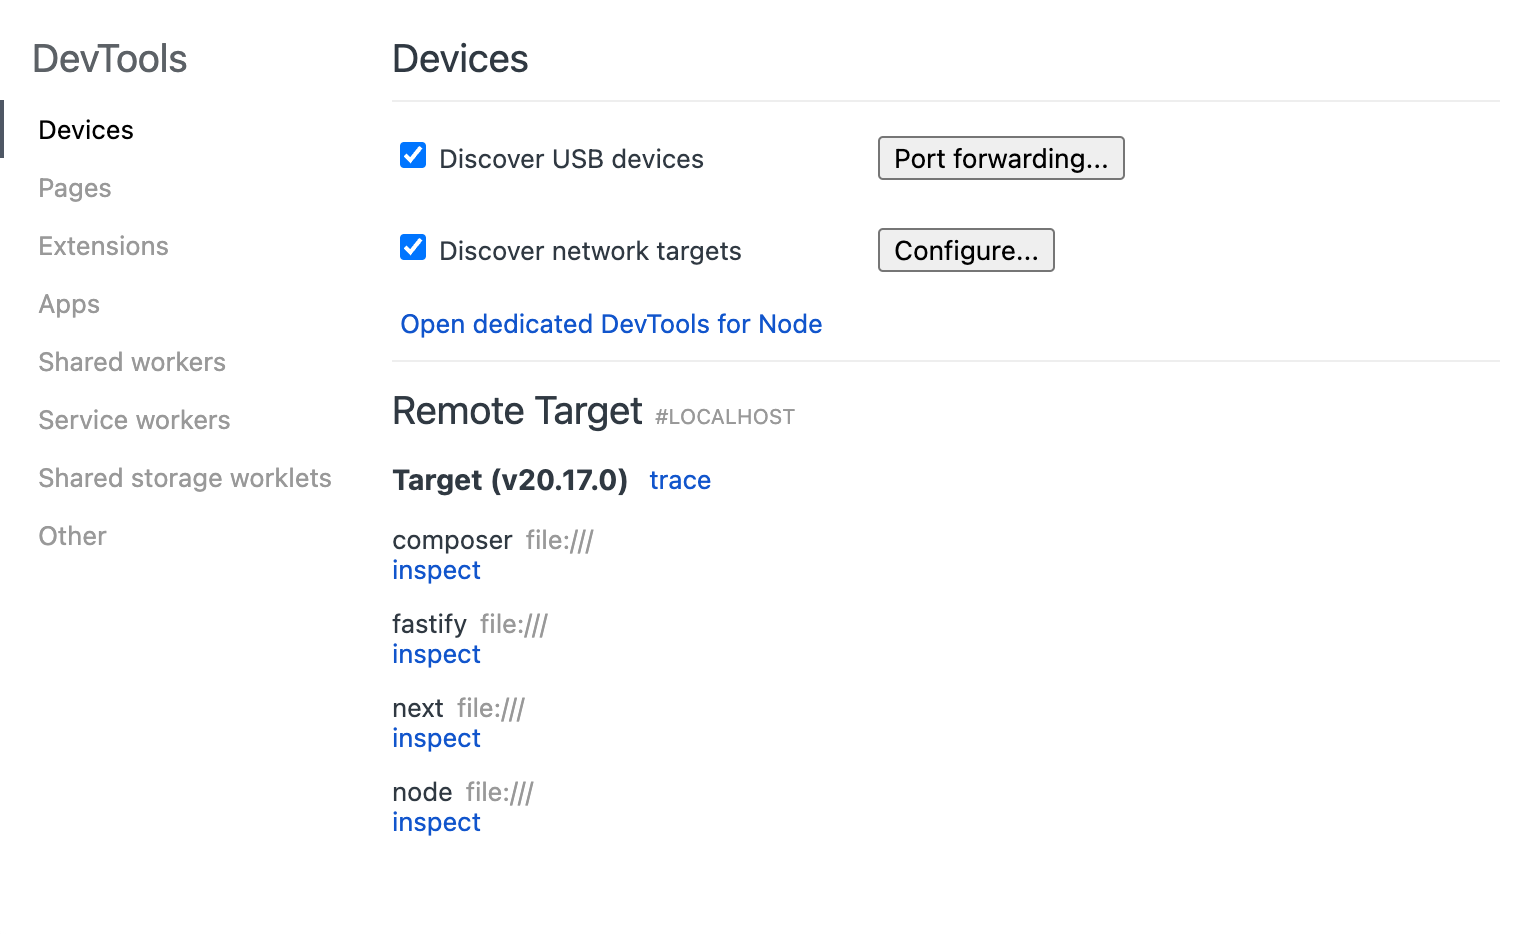 DevTools
Devices
Pages
Extensions
Apps
Shared workers
Service workers
Shared storage worklets
Other
Devices
Discover USB devices Port forwarding...
Discover network targets Configure...
Open dedicated DevTools for Node
Remote Target #LOCALHOST
Target (v20.17.0) trace
composer file:///
inspect
fastify file:///
inspect
next file:///
inspect
node file:///
inspect